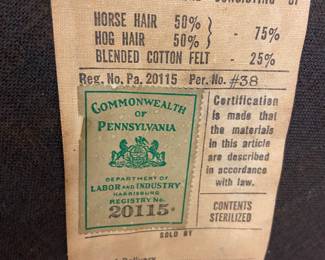 CONSISTING OF
HORSE HAIR 50% } - 75%
HOG HAIR 50% }
BLENDED COTTON FELT - 25%
Reg. No. Pa. 20115 Per. No. #38
COMMONWEALTH
OF
PENNSYLVANIA
DEPARTMENT OF
LABOR AND INDUSTRY
HARRISBURG
REGISTRY NO.
20115
Certification
is made that
the materials
in this article
are described
in accordance
with law.
CONTENTS
STERILIZED
SOLD BY